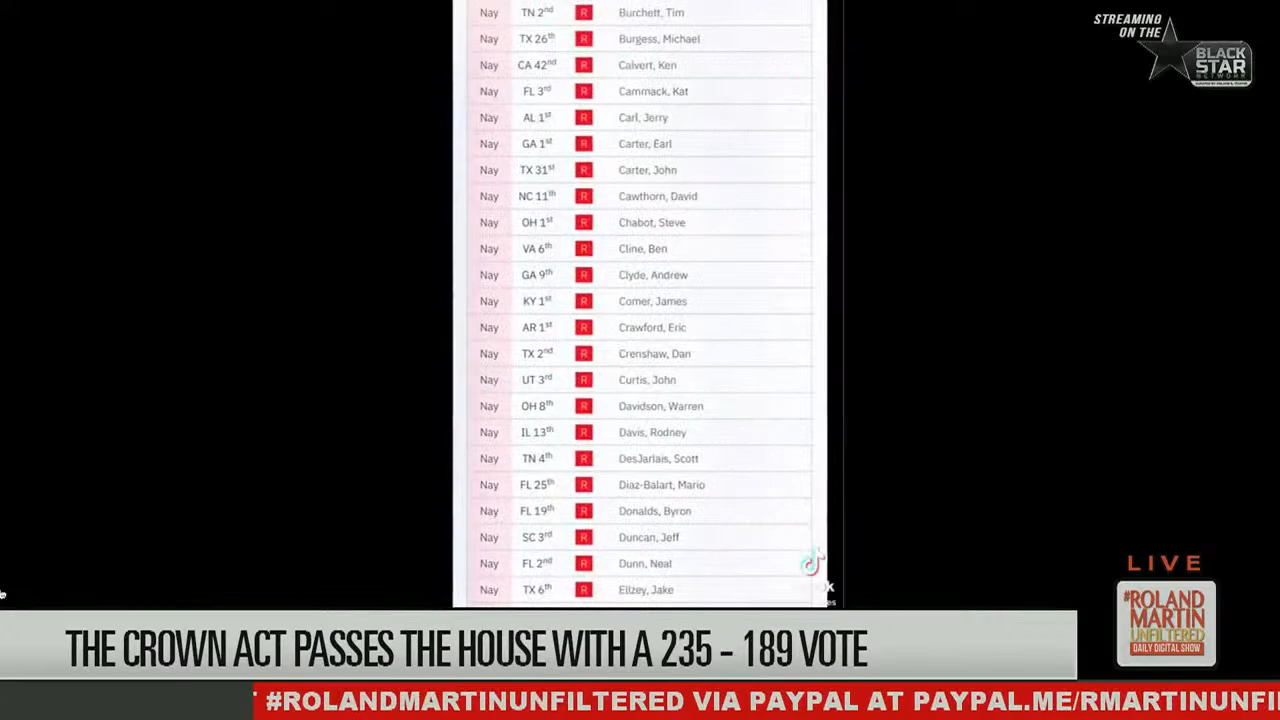 Nay TN 2nd R Burchett, Tim
Nay TX 26th R Burgess, Michael
Nay CA 42nd R Calvert, Ken
Nay FL 3rd R Cammack, Kat
Nay AL 1st R Carl, Jerry
Nay GA 1st R Carter, Earl
Nay TX 31st R Carter, John
Nay NC 11th R Cawthorn, David
Nay OH 1st R Chabot, Steve
Nay VA 6th R Cline, Ben
Nay GA 9th R Clyde, Andrew
Nay KY 1st R Comer, James
Nay AR 1st R Crawford, Eric
Nay TX 2nd R Crenshaw, Dan
Nay UT 3rd R Curtis, John
Nay OH 8th R Davidson, Warren
Nay IL 13th R Davis, Rodney
Nay TN 4th R DesJarlais, Scott
Nay FL 25th R Diaz-Balart, Mario
Nay FL 19th R Donalds, Byron
Nay SC 3rd R Duncan, Jeff
Nay FL 2nd R Dunn, Neal
Nay TX 6th R Ellzey, Jake
STREAMING
ON THE
BLACK
STAR
NETWORK
LIVE
#ROLAND
MARTIN
UNFILTERED
DAILY DIGITAL SHOW
THE CROWN ACT PASSES THE HOUSE WITH A 235 - 189 VOTE
#ROLANDMARTINUNFILTERED VIA PAYPAL AT PAYPAL.ME/RMARTINUNFI